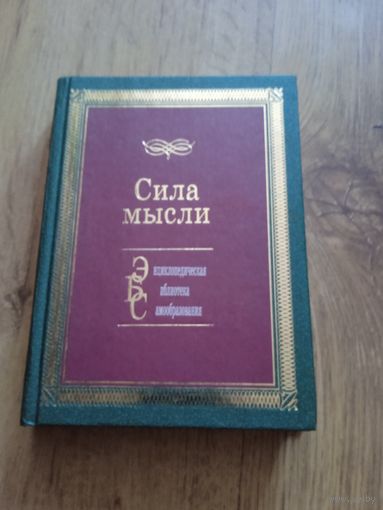 Сила
мысли
Энциклопедическая
Библиотека
Самообразования